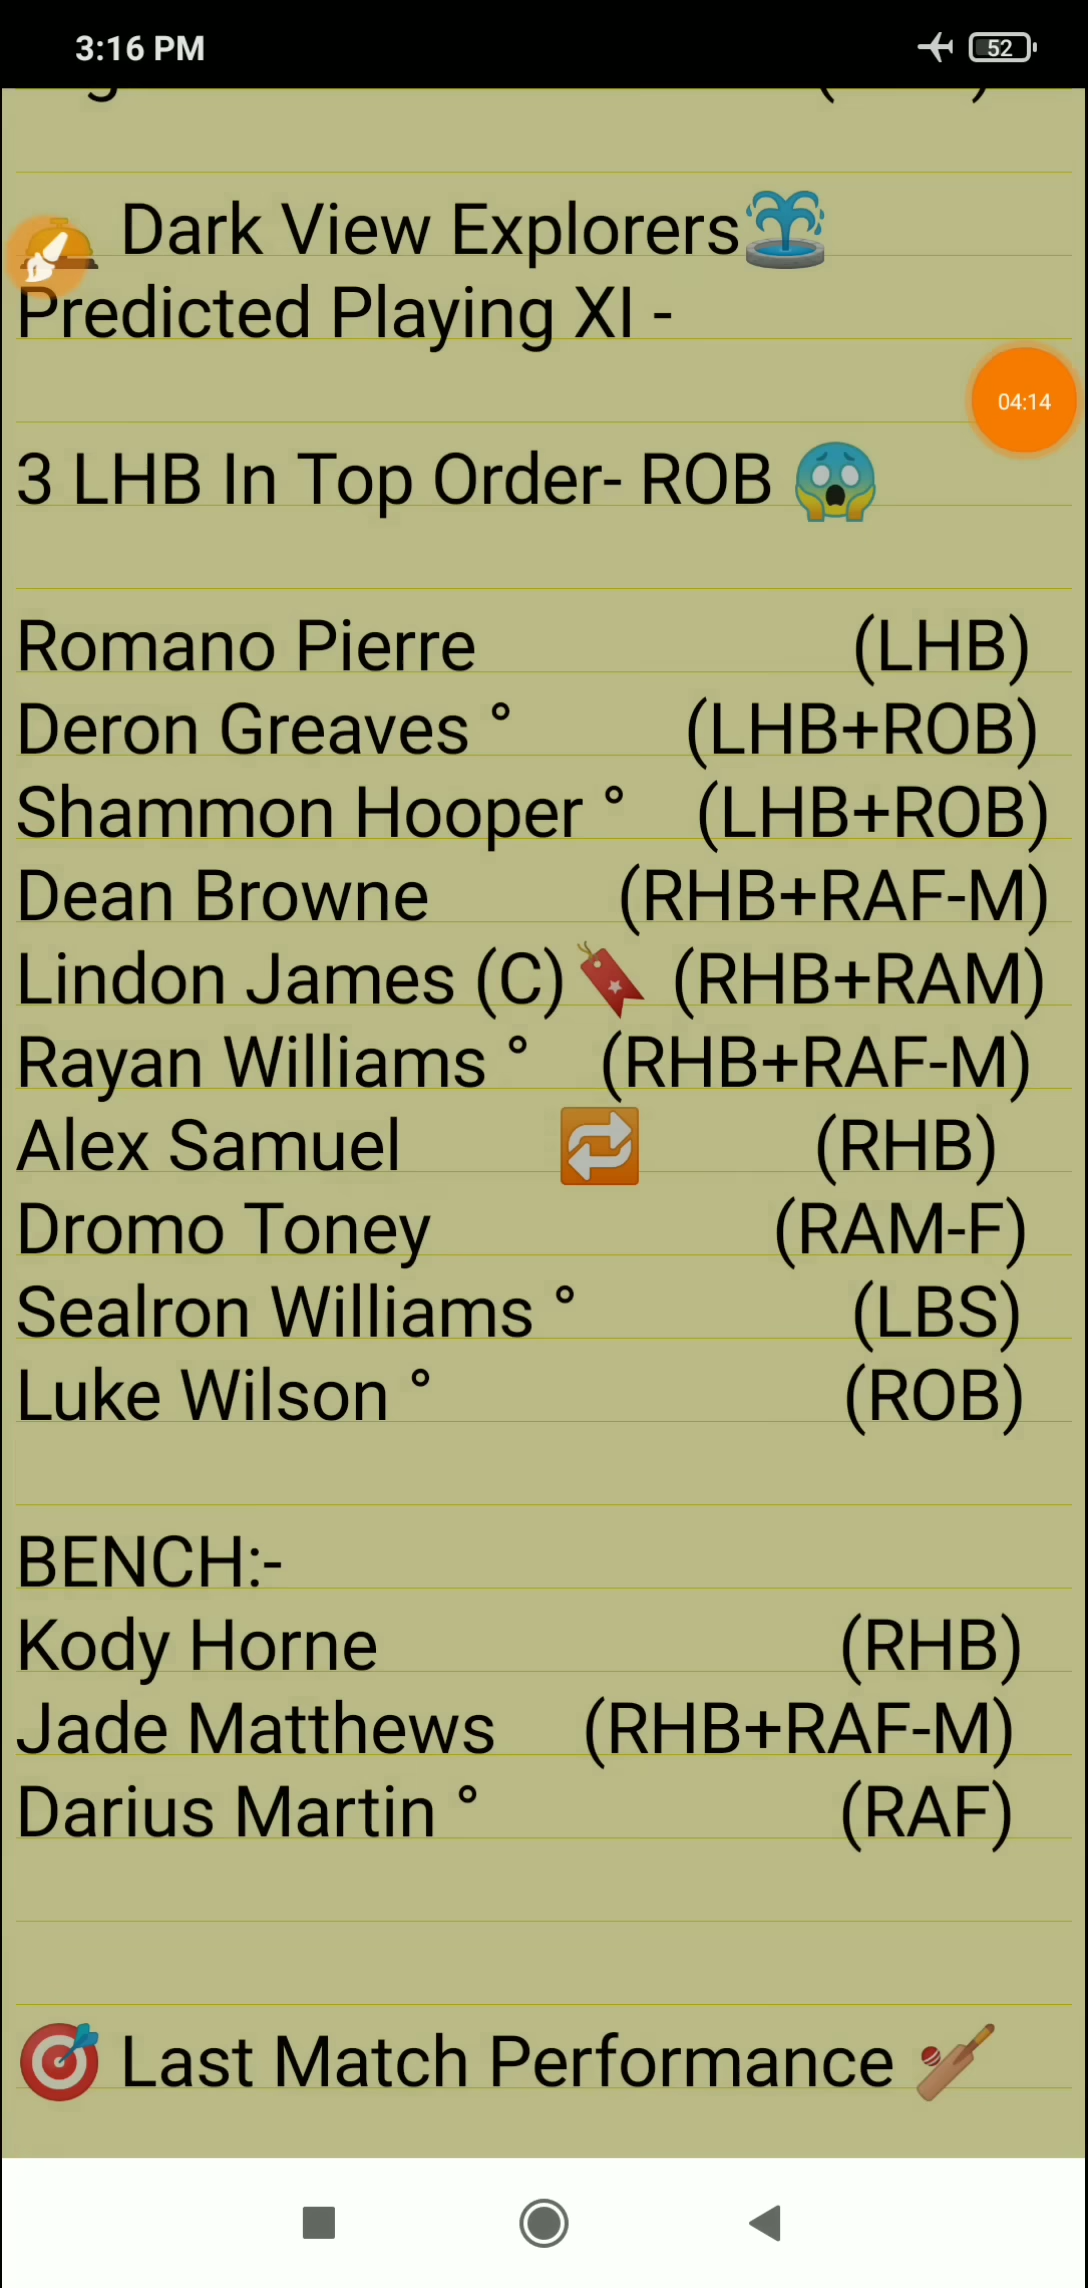 3:16 PM 52
Dark View Explorers
Predicted Playing XI -
04:14
3 LHB In Top Order- ROB
Romano Pierre (LHB)
Deron Greaves ° (LHB+ROB)
Shammon Hooper ° (LHB+ROB)
Dean Browne (RHB+RAF-M)
Lindon James (C) (RHB+RAM)
Rayan Williams ° (RHB+RAF-M)
Alex Samuel (RHB)
Dromo Toney (RAM-F)
Sealron Williams ° (LBS)
Luke Wilson ° (ROB)
BENCH:-
Kody Horne (RHB)
Jade Matthews (RHB+RAF-M)
Darius Martin ° (RAF)
Last Match Performance